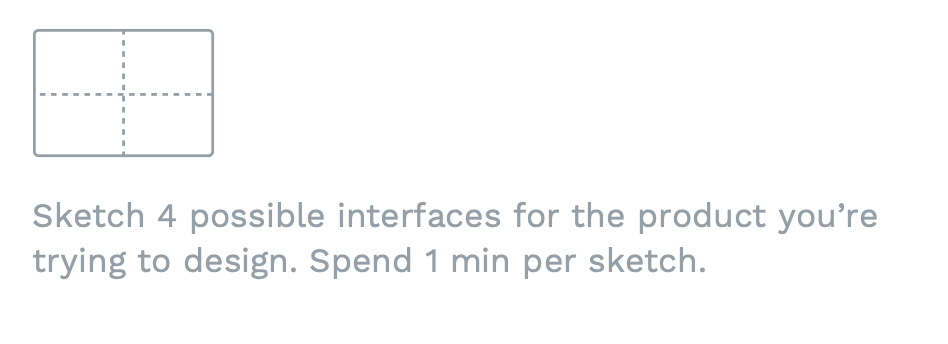 Sketch 4 possible interfaces for the product you’re
trying to design. Spend 1 min per sketch.